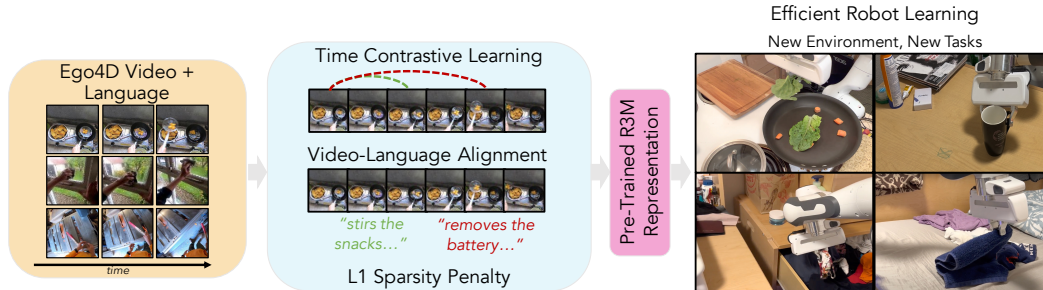 Ego4D Video +
Language
time
Time Contrastive Learning
Video-Language Alignment
“stirs the
snacks…”
“removes the
battery…”
L1 Sparsity Penalty
Pre-Trained R3M
Representation
Efficient Robot Learning
New Environment, New Tasks